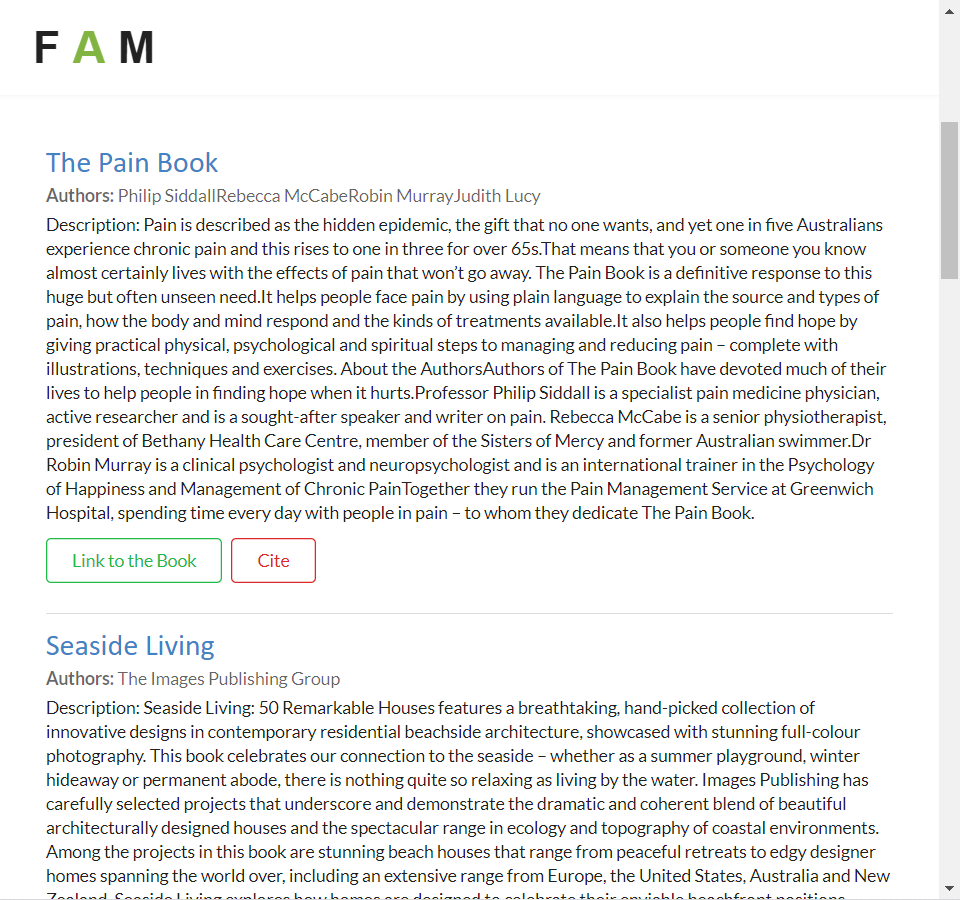 F A M
The Pain Book
Authors: Philip SiddallRebecca McCabeRobin MurrayJudith Lucy
Description: Pain is described as the hidden epidemic, the gift that no one wants, and yet one in five Australians
experience chronic pain and this rises to one in three for over 65s.That means that you or someone you know
almost certainly lives with the effects of pain that won’t go away. The Pain Book is a definitive response to this
huge but often unseen need.It helps people face pain by using plain language to explain the source and types of
pain, how the body and mind respond and the kinds of treatments available.It also helps people find hope by
giving practical physical, psychological and spiritual steps to managing and reducing pain – complete with
illustrations, techniques and exercises. About the AuthorsAuthors of The Pain Book have devoted much of their
lives to help people in finding hope when it hurts.Professor Philip Siddall is a specialist pain medicine physician,
active researcher and is a sought-after speaker and writer on pain. Rebecca McCabe is a senior physiotherapist,
president of Bethany Health Care Centre, member of the Sisters of Mercy and former Australian swimmer.Dr
Robin Murray is a clinical psychologist and neuropsychologist and is an international trainer in the Psychology
of Happiness and Management of Chronic PainTogether they run the Pain Management Service at Greenwich
Hospital, spending time every day with people in pain – to whom they dedicate The Pain Book.
Link to the Book Cite
Seaside Living
Authors: The Images Publishing Group
Description: Seaside Living: 50 Remarkable Houses features a breathtaking, hand-picked collection of
innovative designs in contemporary residential beachside architecture, showcased with stunning full-colour
photography. This book celebrates our connection to the seaside – whether as a summer playground, winter
hideaway or permanent abode, there is nothing quite so relaxing as living by the water. Images Publishing has
carefully selected projects that underscore and demonstrate the dramatic and coherent blend of beautiful
architecturally designed houses and the spectacular range in ecology and topography of coastal environments.
Among the projects in this book are stunning beach houses that range from peaceful retreats to edgy designer
homes spanning the world over, including an extensive range from Europe, the United States, Australia and New
Zealand. Seaside Living explores how homes are designed to celebrate their enviable beachfront positions,